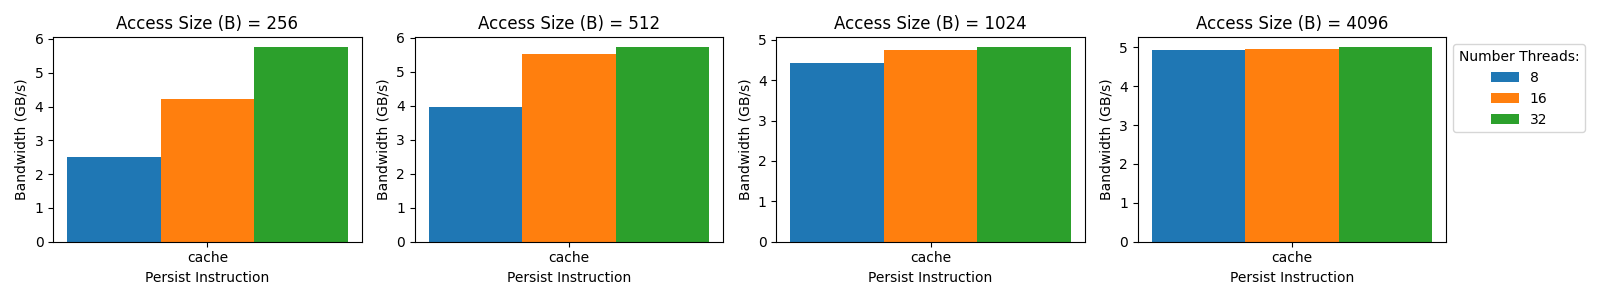 Access Size (B) = 256
Bandwidth (GB/s)
6
5
4
3
2
1
0
cache
Persist Instruction
Access Size (B) = 512
Bandwidth (GB/s)
6
5
4
3
2
1
0
cache
Persist Instruction
Access Size (B) = 1024
Bandwidth (GB/s)
5
4
3
2
1
0
cache
Persist Instruction
Access Size (B) = 4096
Bandwidth (GB/s)
5
4
3
2
1
0
cache
Persist Instruction
Number Threads:
8
16
32